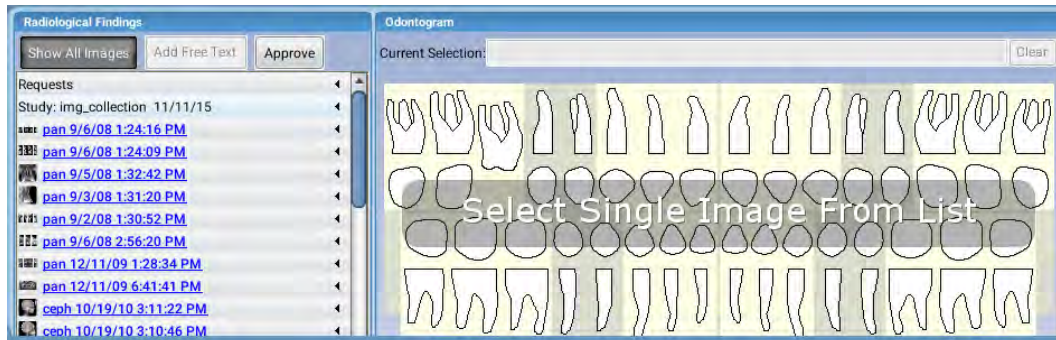 Radiological Findings
Show All Images Add Free Text Approve
Requests
Study: img_collection 11/11/15
pan 9/6/08 1:24:16 PM
pan 9/6/08 1:24:09 PM
pan 9/5/08 1:32:42 PM
pan 9/3/08 1:31:20 PM
pan 9/2/08 1:30:52 PM
pan 9/6/08 2:56:20 PM
pan 12/11/09 1:28:34 PM
pan 12/11/09 6:41:41 PM
ceph 10/19/10 3:11:22 PM
ceph 10/19/10 3:10:46 PM
Odontogram
Current Selection: Clear
Select Single Image From List